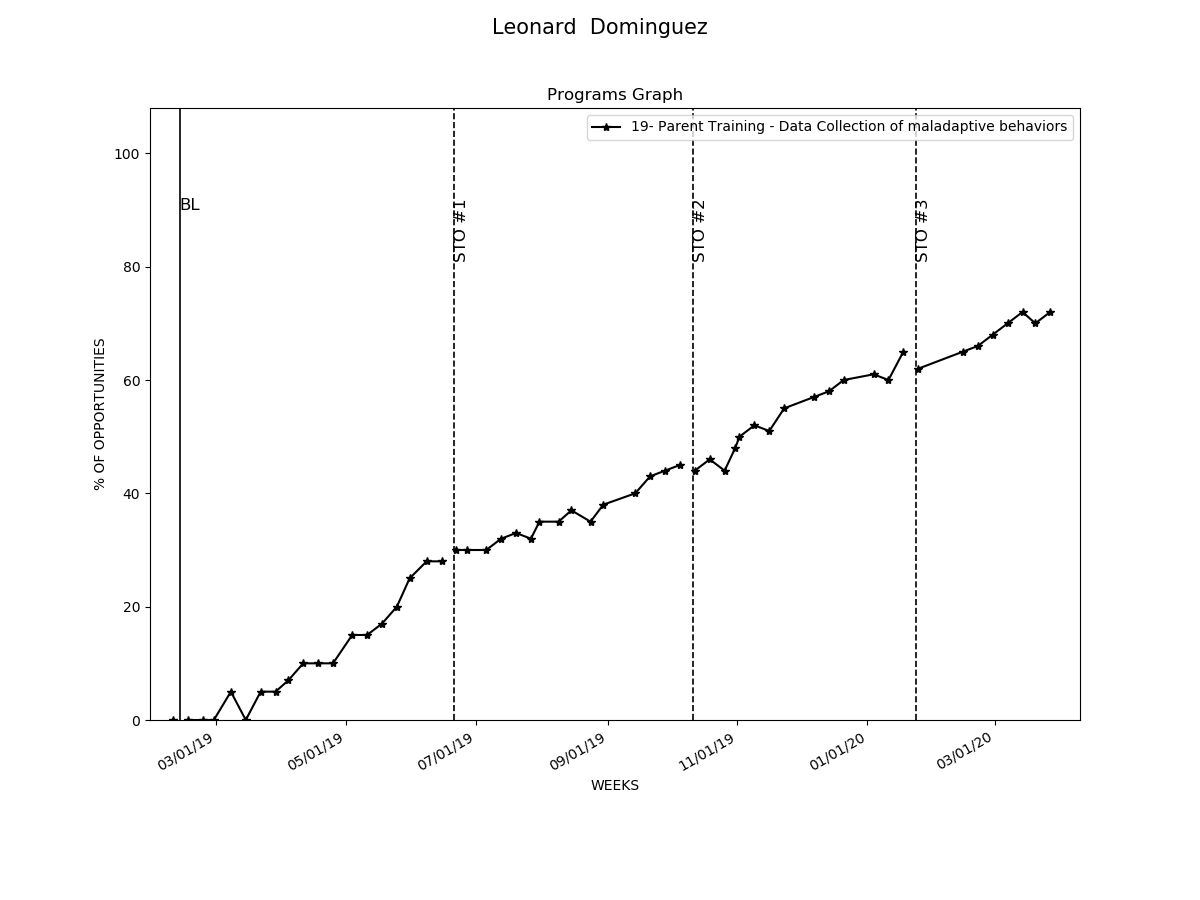 Leonard  Dominguez
Programs Graph
19- Parent Training - Data Collection of maladaptive behaviors
100
80
60
40
20
0
% OF OPPORTUNITIES
BL
STO #1
STO #2
STO #3
03/01/19
05/01/19
07/01/19
09/01/19
11/01/19
01/01/20
03/01/20
WEEKS